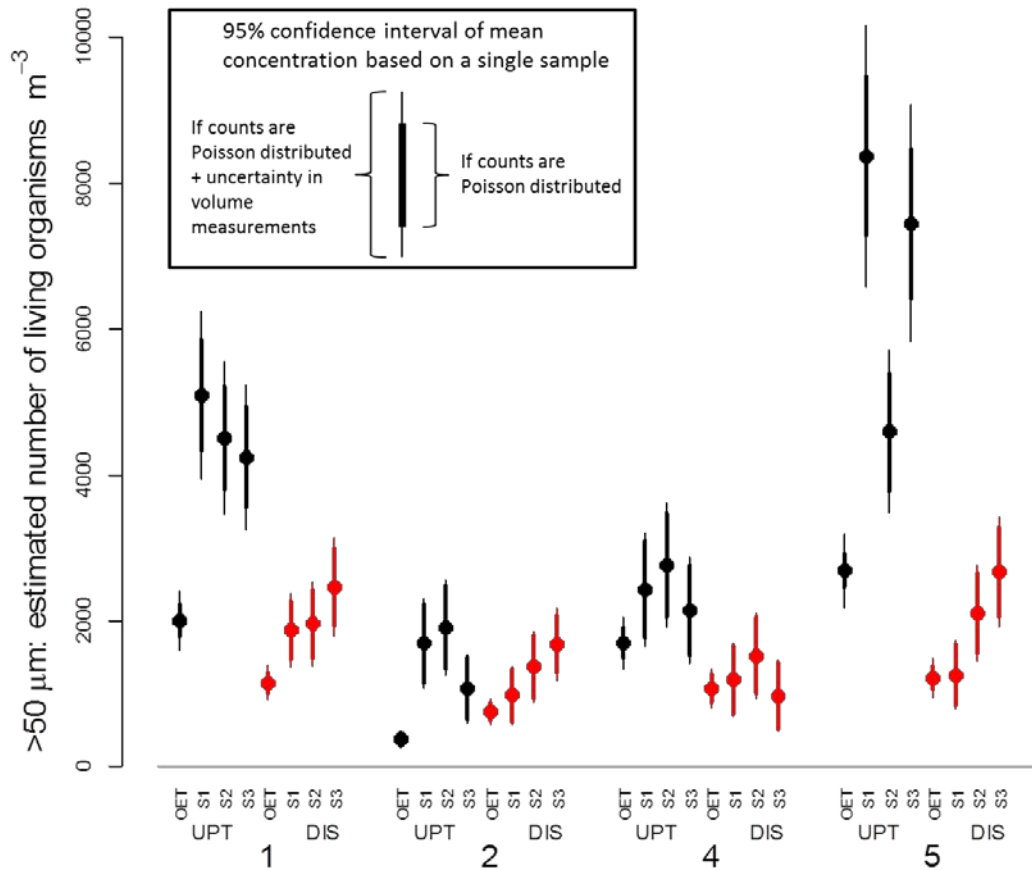 95% confidence interval of mean
concentration based on a single sample
If counts are
Poisson distributed
+ uncertainty in
volume
measurements
If counts are
Poisson distributed
>50 μm: estimated number of living organisms m⁻³
10000
8000
6000
4000
2000
0
OET S1 S2 S3 OET S1 S2 S3 OET S1 S2 S3 OET S1 S2 S3 OET S1 S2 S3 OET S1 S2 S3 OET S1 S2 S3 OET S1 S2 S3
UPT DIS UPT DIS UPT DIS UPT DIS
1 2 4 5